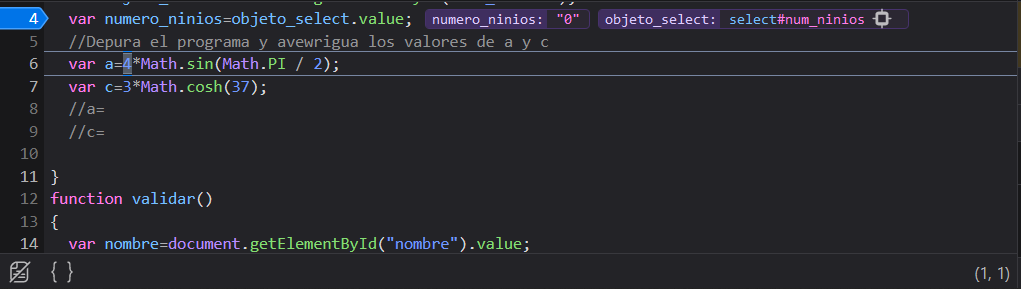 4 var numero_ninios=objeto_select.value; numero_ninios: "0" objeto_select: select#num_ninios
5 //Depura el programa y avewrigua los valores de a y c
6 var a=4*Math.sin(Math.PI / 2);
7 var c=3*Math.cosh(37);
8 //a=
9 //c=
10
11 }
12 function validar()
13 {
14 var nombre=document.getElementById("nombre").value;
{ } (1, 1)